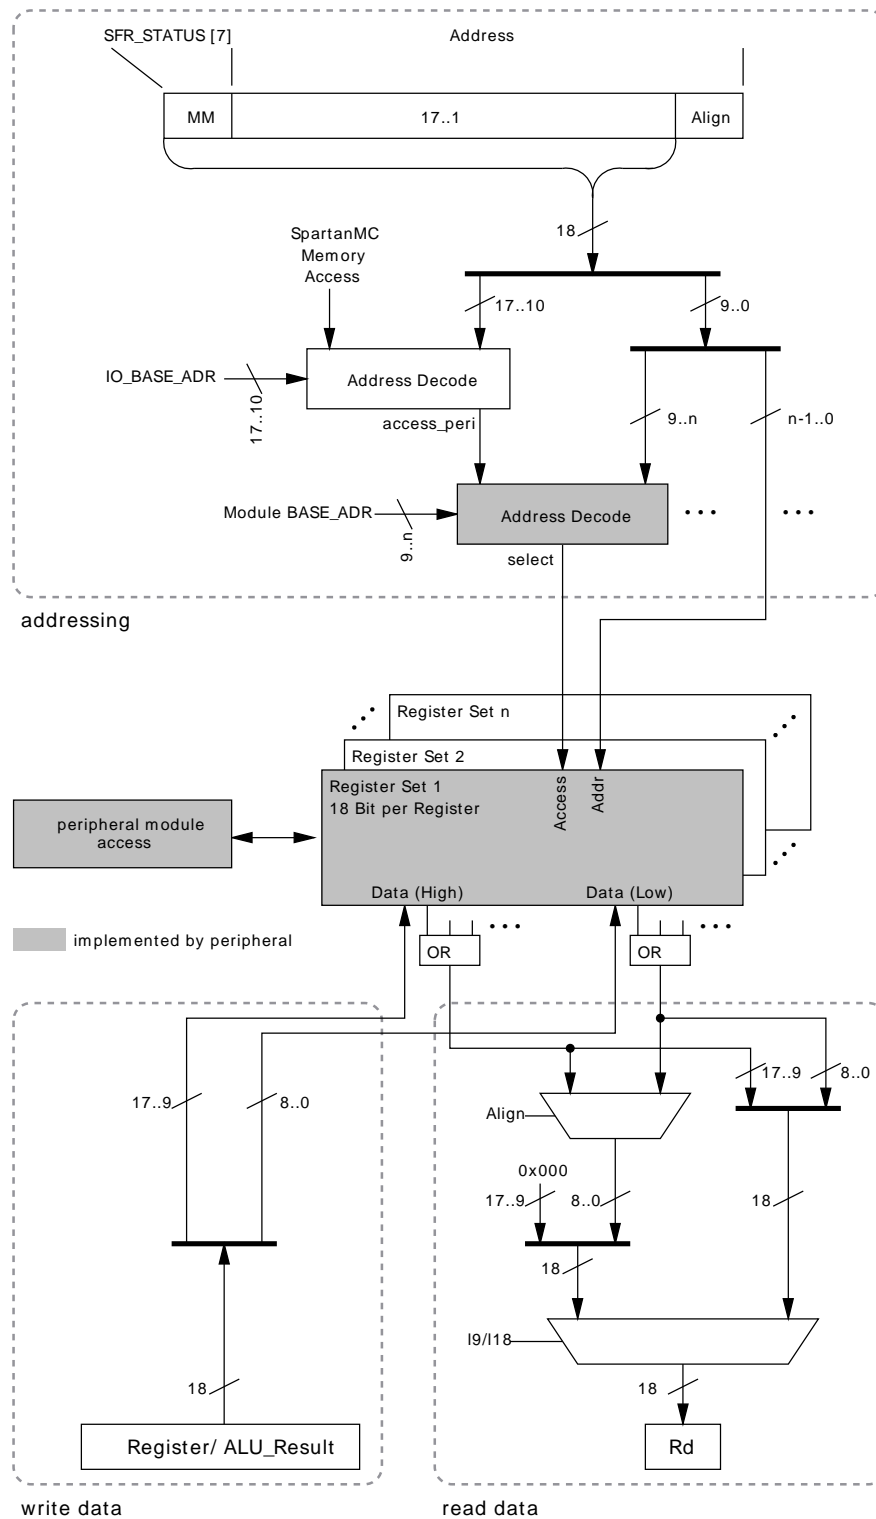 SFR_STATUS [7]
Address
MM
17..1
Align
18
SpartanMC
Memory
Access
17..10
9..0
IO_BASE_ADR
17..10
Address Decode
access_peri
9..n
n-1..0
Module BASE_ADR
9..n
Address Decode
...
...
select
addressing
Register Set n
Register Set 2
Register Set 1
18 Bit per Register
Access
Addr
peripheral module
access
Data (High)
Data (Low)
implemented by peripheral
OR
...
OR
...
17..9
8..0
17..9
8..0
Align
0x000
17..9
8..0
18
18
l9/l18
18
18
Register/ ALU_Result
Rd
write data
read data